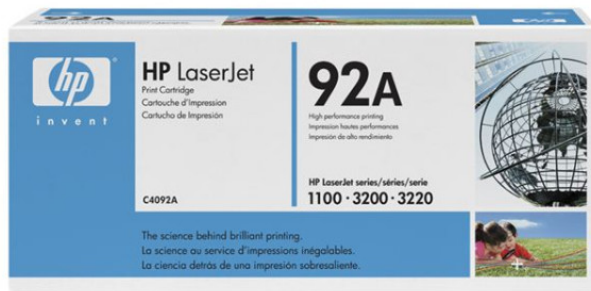 92A
hp
invent
HP LaserJet
Print Cartridge
Cartouche d'Impression
Cartucho de Impresión
C4092A
92A
High performance printing
Impression hautes performances
Impresión de alto rendimiento
HP LaserJet series/séries/serie
1100 · 3200 · 3220
The science behind brilliant printing.
La science au service d'impressions inégalables.
La ciencia detrás de una impresión sobresaliente.